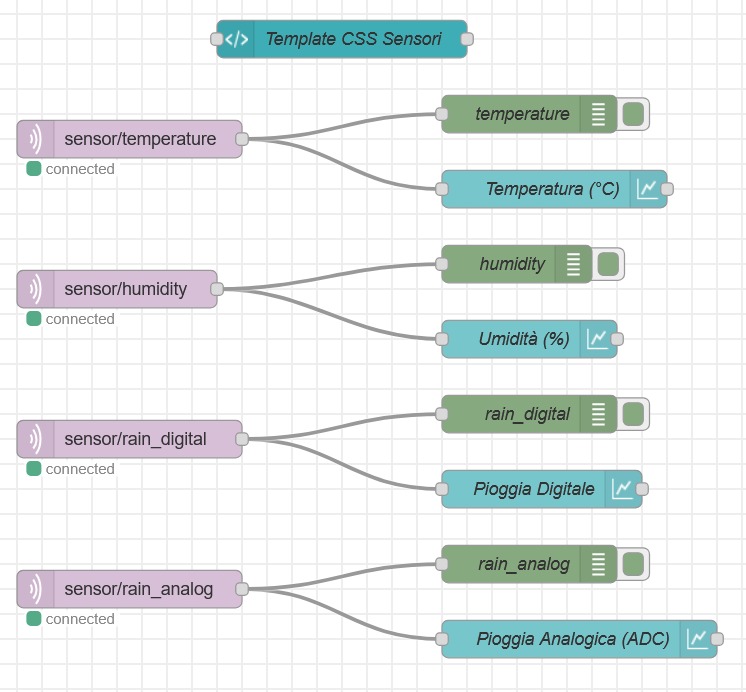 Template CSS Sensori
sensor/temperature
connected
temperature
Temperatura (°C)
sensor/humidity
connected
humidity
Umidità (%)
sensor/rain_digital
connected
rain_digital
Pioggia Digitale
sensor/rain_analog
connected
rain_analog
Pioggia Analogica (ADC)